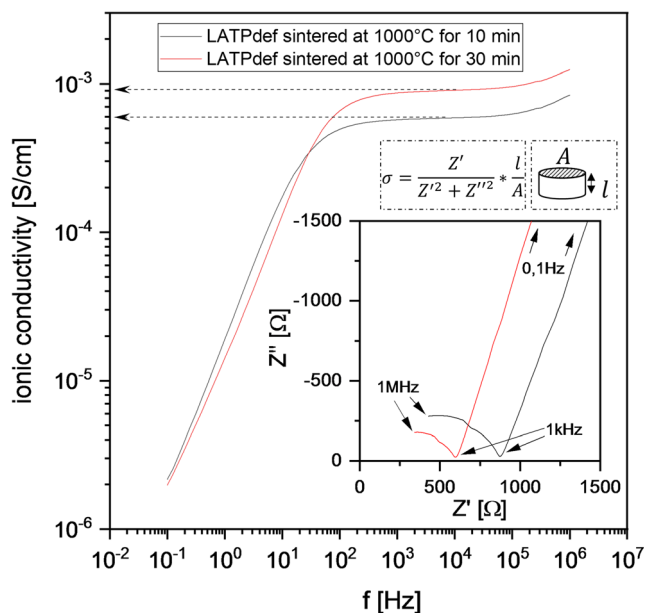 LATPdef sintered at 1000°C for 10 min
LATPdef sintered at 1000°C for 30 min
10⁻³
10⁻⁴
10⁻⁵
10⁻⁶
ionic conductivity [S/cm]
σ = Z' / (Z'² + Z''²) * l/A
A
l
-1500
-1000
-500
0
Z'' [Ω]
0,1Hz
1MHz
1kHz
0 500 1000 1500
Z' [Ω]
10⁻² 10⁻¹ 10⁰ 10¹ 10² 10³ 10⁴ 10⁵ 10⁶ 10⁷
f [Hz]